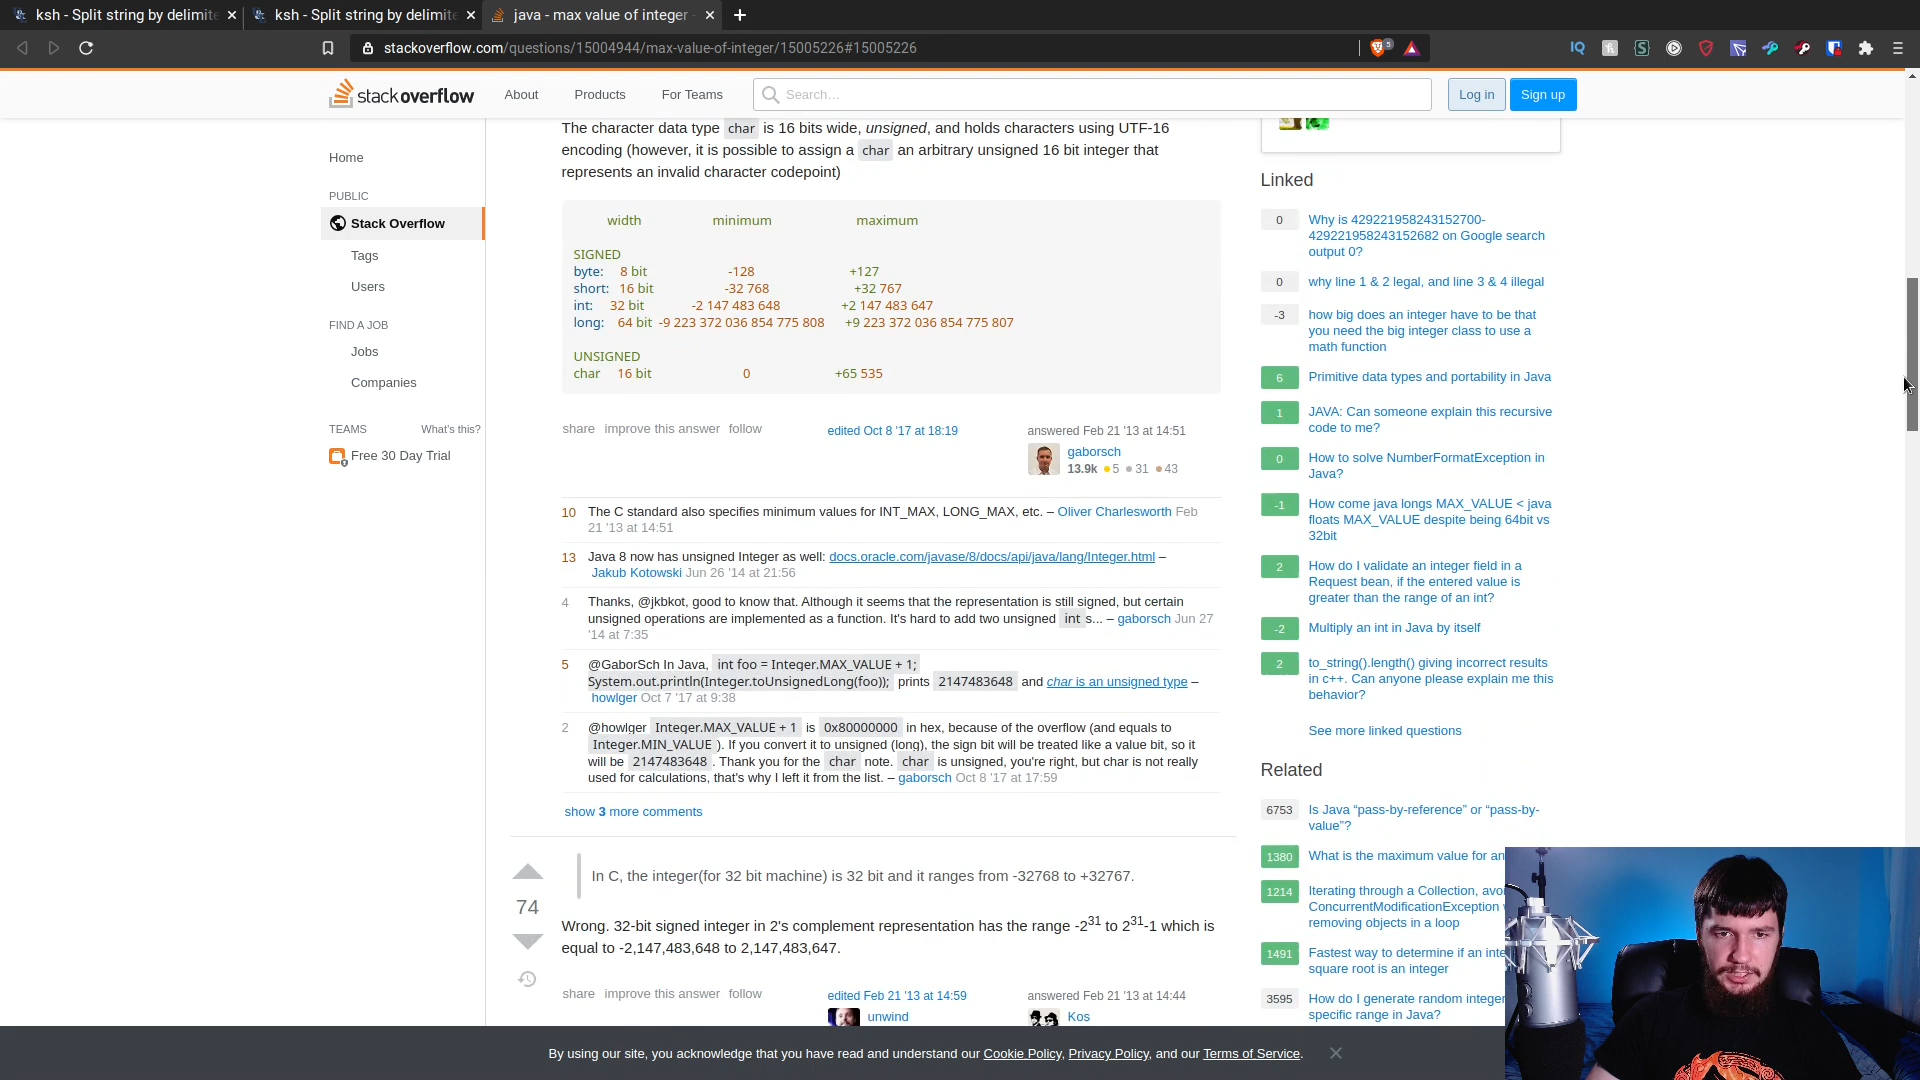 ksh - Split string by delimite
ksh - Split string by delimite
java - max value of integer -
stackoverflow.com/questions/15004944/max-value-of-integer/15005226#15005226
5
IQ
stackoverflow
About
Products
For Teams
Search...
Log in
Sign up
Home
PUBLIC
Stack Overflow
Tags
Users
FIND A JOB
Jobs
Companies
TEAMS
What's this?
Free 30 Day Trial
The character data type char is 16 bits wide, unsigned, and holds characters using UTF-16
encoding (however, it is possible to assign a char an arbitrary unsigned 16 bit integer that
represents an invalid character codepoint)
width minimum maximum
SIGNED
byte: 8 bit -128 +127
short: 16 bit -32 768 +32 767
int: 32 bit -2 147 483 648 +2 147 483 647
long: 64 bit -9 223 372 036 854 775 808 +9 223 372 036 854 775 807
UNSIGNED
char 16 bit 0 +65 535
share improve this answer follow
edited Oct 8 '17 at 18:19
answered Feb 21 '13 at 14:51
gaborsch
13.9k 5 31 43
10 The C standard also specifies minimum values for INT_MAX, LONG_MAX, etc. – Oliver Charlesworth Feb
21 '13 at 14:51
13 Java 8 now has unsigned Integer as well: docs.oracle.com/javase/8/docs/api/java/lang/Integer.html –
Jakub Kotowski Jun 26 '14 at 21:56
4 Thanks, @jkbkot, good to know that. Although it seems that the representation is still signed, but certain
unsigned operations are implemented as a function. It's hard to add two unsigned int s... – gaborsch Jun 27
'14 at 7:35
5 @GaborSch In Java, int foo = Integer.MAX_VALUE + 1;
System.out.println(Integer.toUnsignedLong(foo)); prints 2147483648 and char is an unsigned type –
howlger Oct 7 '17 at 9:38
2 @howlger Integer.MAX_VALUE + 1 is 0x80000000 in hex, because of the overflow (and equals to
Integer.MIN_VALUE ). If you convert it to unsigned (long), the sign bit will be treated like a value bit, so it
will be 2147483648 . Thank you for the char note. char is unsigned, you're right, but char is not really
used for calculations, that's why I left it from the list. – gaborsch Oct 8 '17 at 17:59
show 3 more comments
74
In C, the integer(for 32 bit machine) is 32 bit and it ranges from -32768 to +32767.
Wrong. 32-bit signed integer in 2's complement representation has the range -2^31 to 2^31-1 which is
equal to -2,147,483,648 to 2,147,483,647.
share improve this answer follow
edited Feb 21 '13 at 14:59
unwind
answered Feb 21 '13 at 14:44
Kos
Linked
0 Why is 429221958243152700-
429221958243152682 on Google search
output 0?
0 why line 1 & 2 legal, and line 3 & 4 illegal
-3 how big does an integer have to be that
you need the big integer class to use a
math function
6 Primitive data types and portability in Java
1 JAVA: Can someone explain this recursive
code to me?
0 How to solve NumberFormatException in
Java?
-1 How come java longs MAX_VALUE < java
floats MAX_VALUE despite being 64bit vs
32bit
2 How do I validate an integer field in a
Request bean, if the entered value is
greater than the range of an int?
-2 Multiply an int in Java by itself
2 to_string().length() giving incorrect results
in c++. Can anyone please explain me this
behavior?
See more linked questions
Related
6753 Is Java “pass-by-reference” or “pass-by-
value”?
1380 What is the maximum value for an
1214 Iterating through a Collection, avo
ConcurrentModificationException
removing objects in a loop
1491 Fastest way to determine if an inte
square root is an integer
3595 How do I generate random integer
specific range in Java?
By using our site, you acknowledge that you have read and understand our Cookie Policy, Privacy Policy, and our Terms of Service.